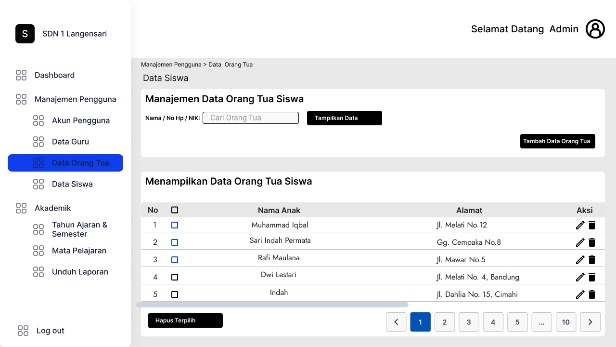 S SDN 1 Langensari
Selamat Datang Admin
Dashboard
Manajemen Pengguna
Akun Pengguna
Data Guru
Data Orang Tua
Data Siswa
Akademik
Tahun Ajaran &
Semester
Mata Pelajaran
Unduh Laporan
Log out
Manajemen Pengguna > Data Orang Tua
Data Siswa
Manajemen Data Orang Tua Siswa
Nama / No Hp / NIK: Cari Orang Tua Tampilkan Data
Tambah Data Orang Tua
Menampilkan Data Orang Tua Siswa
No Nama Anak Alamat Aksi
1 Muhammad Iqbal Jl. Melati No.12
2 Sari Indah Permata Gg. Cempaka No.8
3 Rafi Maulana Jl. Mawar No.5
4 Dwi Lestari Jl. Melati No. 4, Bandung
5 Indah Jl. Dahlia No. 15, Cimahi
Hapus Terpilih
1 2 3 4 5 ... 10